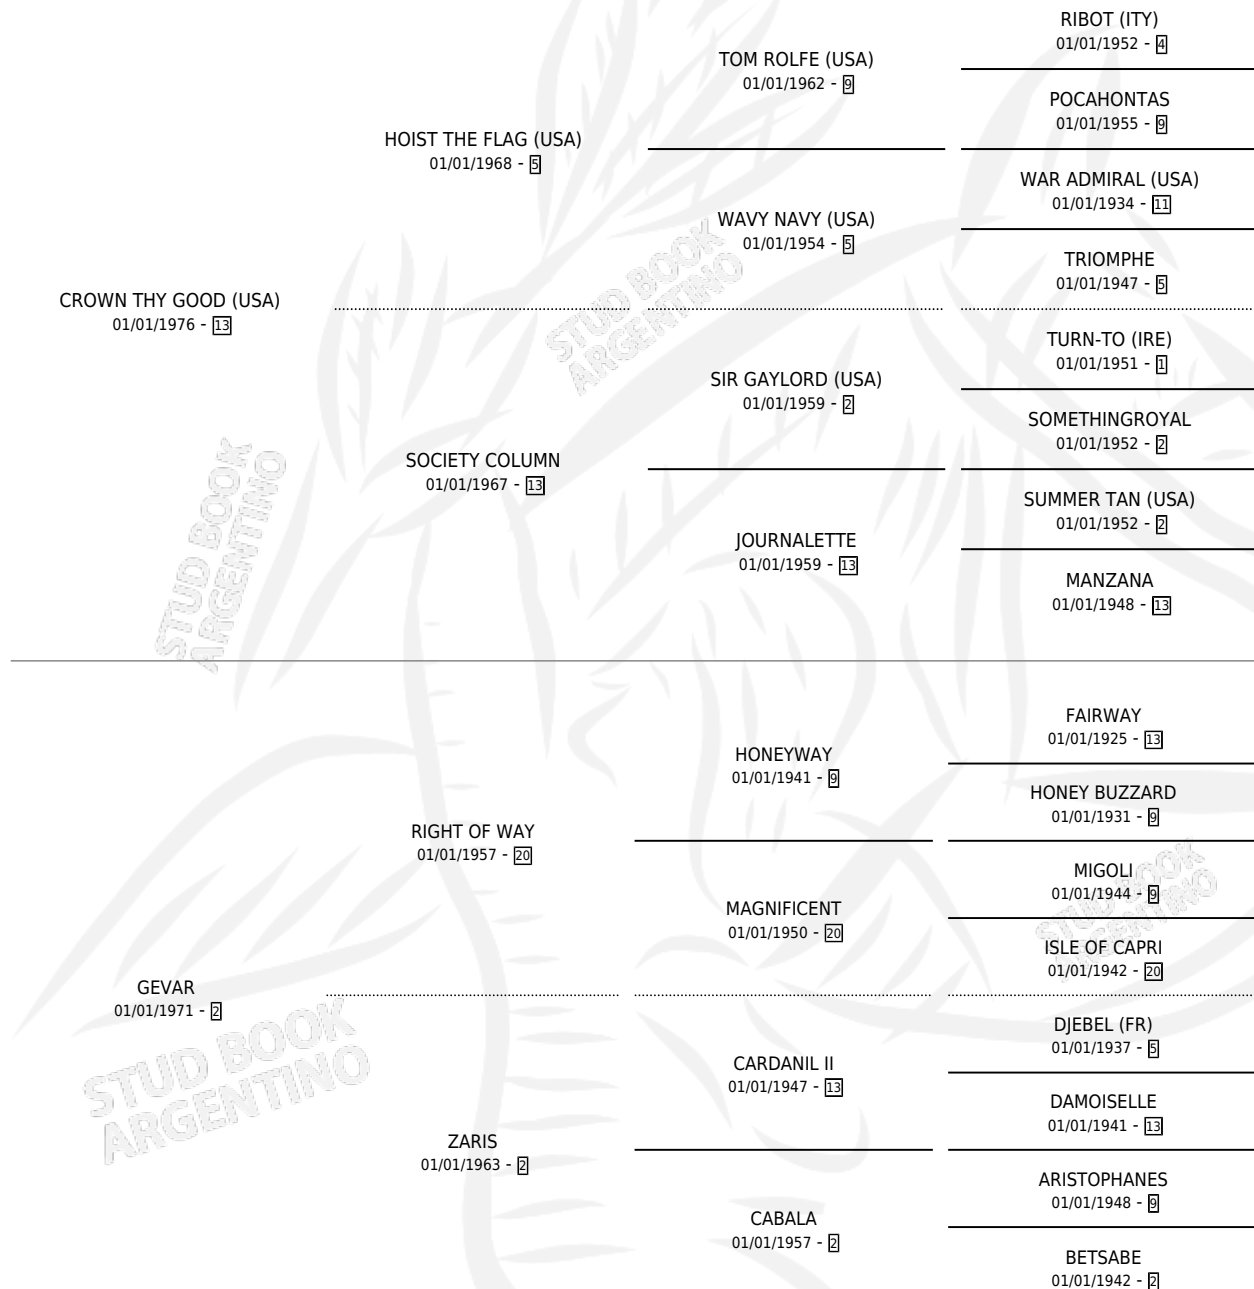 RIBOT (ITY)
01/01/1952 - 4
TOM ROLFE (USA)
01/01/1962 - 9
POCAHONTAS
01/01/1955 - 9
HOIST THE FLAG (USA)
01/01/1968 - 5
WAR ADMIRAL (USA)
01/01/1934 - 11
WAVY NAVY (USA)
01/01/1954 - 5
TRIOMPHE
01/01/1947 - 5
CROWN THY GOOD (USA)
01/01/1976 - 13
TURN-TO (IRE)
01/01/1951 - 1
SIR GAYLORD (USA)
01/01/1959 - 2
SOMETHINGROYAL
01/01/1952 - 2
SOCIETY COLUMN
01/01/1967 - 13
SUMMER TAN (USA)
01/01/1952 - 2
JOURNALETTE
01/01/1959 - 13
MANZANA
01/01/1948 - 13
FAIRWAY
01/01/1925 - 13
HONEYWAY
01/01/1941 - 9
HONEY BUZZARD
01/01/1931 - 9
RIGHT OF WAY
01/01/1957 - 20
MIGOLI
01/01/1944 - 9
MAGNIFICENT
01/01/1950 - 20
ISLE OF CAPRI
01/01/1942 - 20
GEVAR
01/01/1971 - 2
DJEBEL (FR)
01/01/1937 - 5
CARDANIL II
01/01/1947 - 13
DAMOISELLE
01/01/1941 - 13
ZARIS
01/01/1963 - 2
ARISTOPHANES
01/01/1948 - 9
CABALA
01/01/1957 - 2
BETSABE
01/01/1942 - 2
STUD BOOK
ARGENTINO
STUD BOOK
ARGENTINO
STUD BOOK
ARGENTINO
STUD BOOK
ARGENTINO